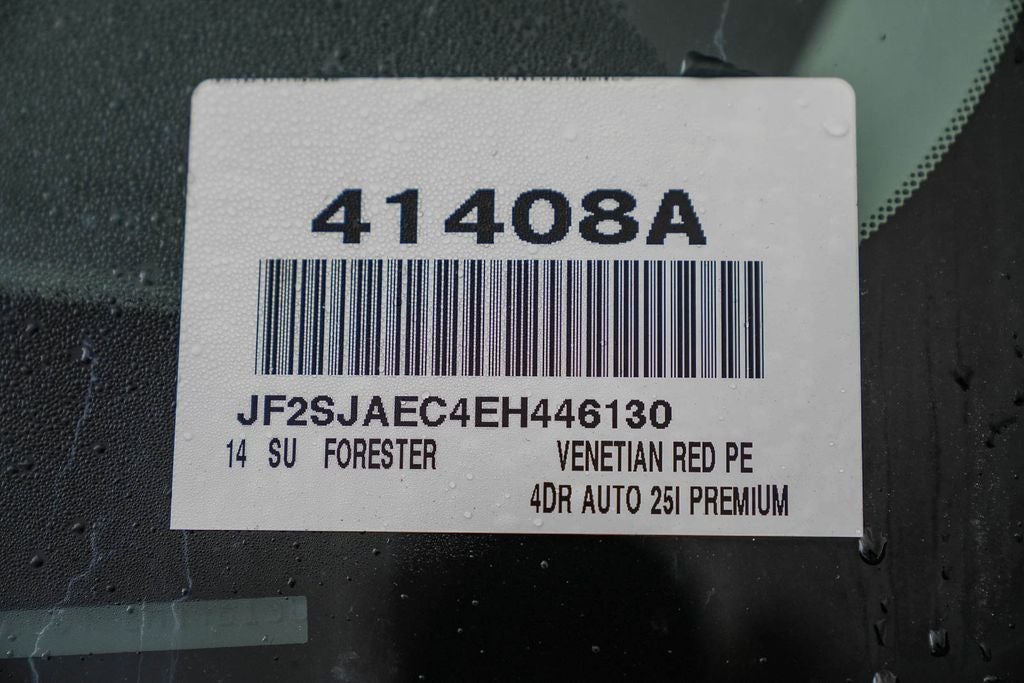 41408A
JF2SJAEC4EH446130
14 SU FORESTER VENETIAN RED PE
4DR AUTO 25I PREMIUM